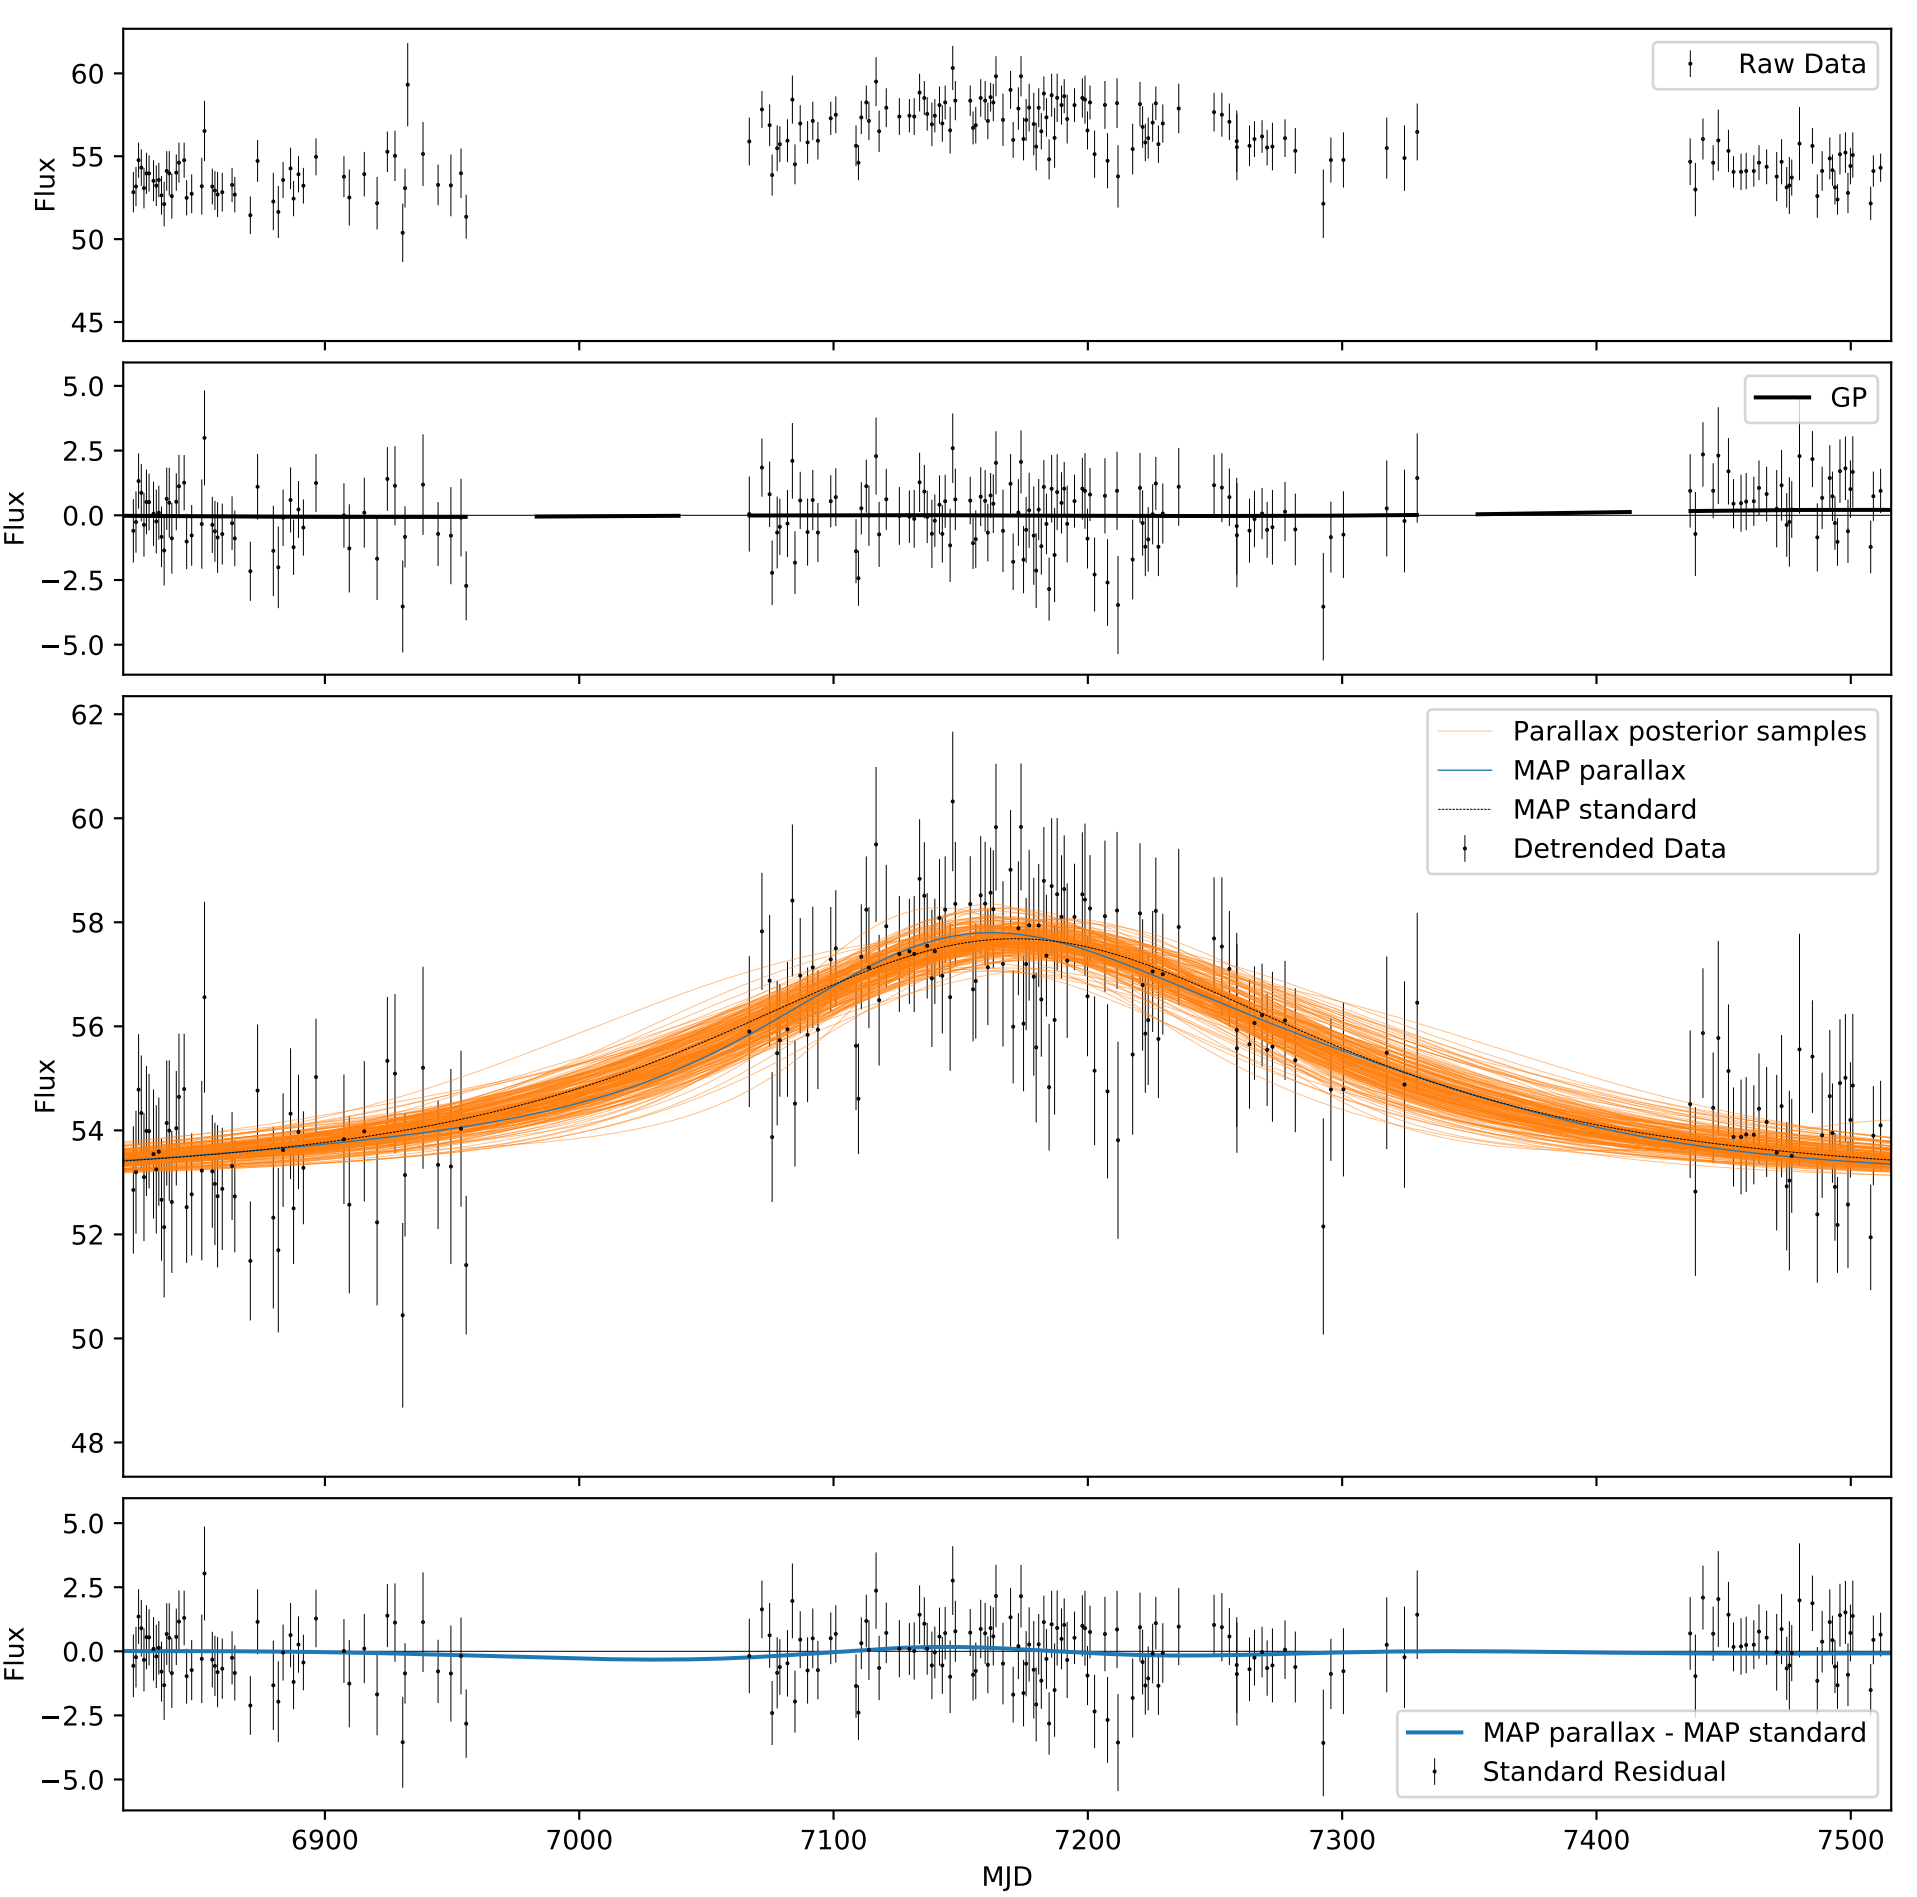 Flux
60
55
50
45
Raw Data
Flux
5.0
2.5
0.0
−2.5
−5.0
GP
Flux
62
60
58
56
54
52
50
48
Parallax posterior samples
MAP parallax
MAP standard
Detrended Data
Flux
5.0
2.5
0.0
−2.5
−5.0
MAP parallax - MAP standard
Standard Residual
6900 7000 7100 7200 7300 7400 7500
MJD